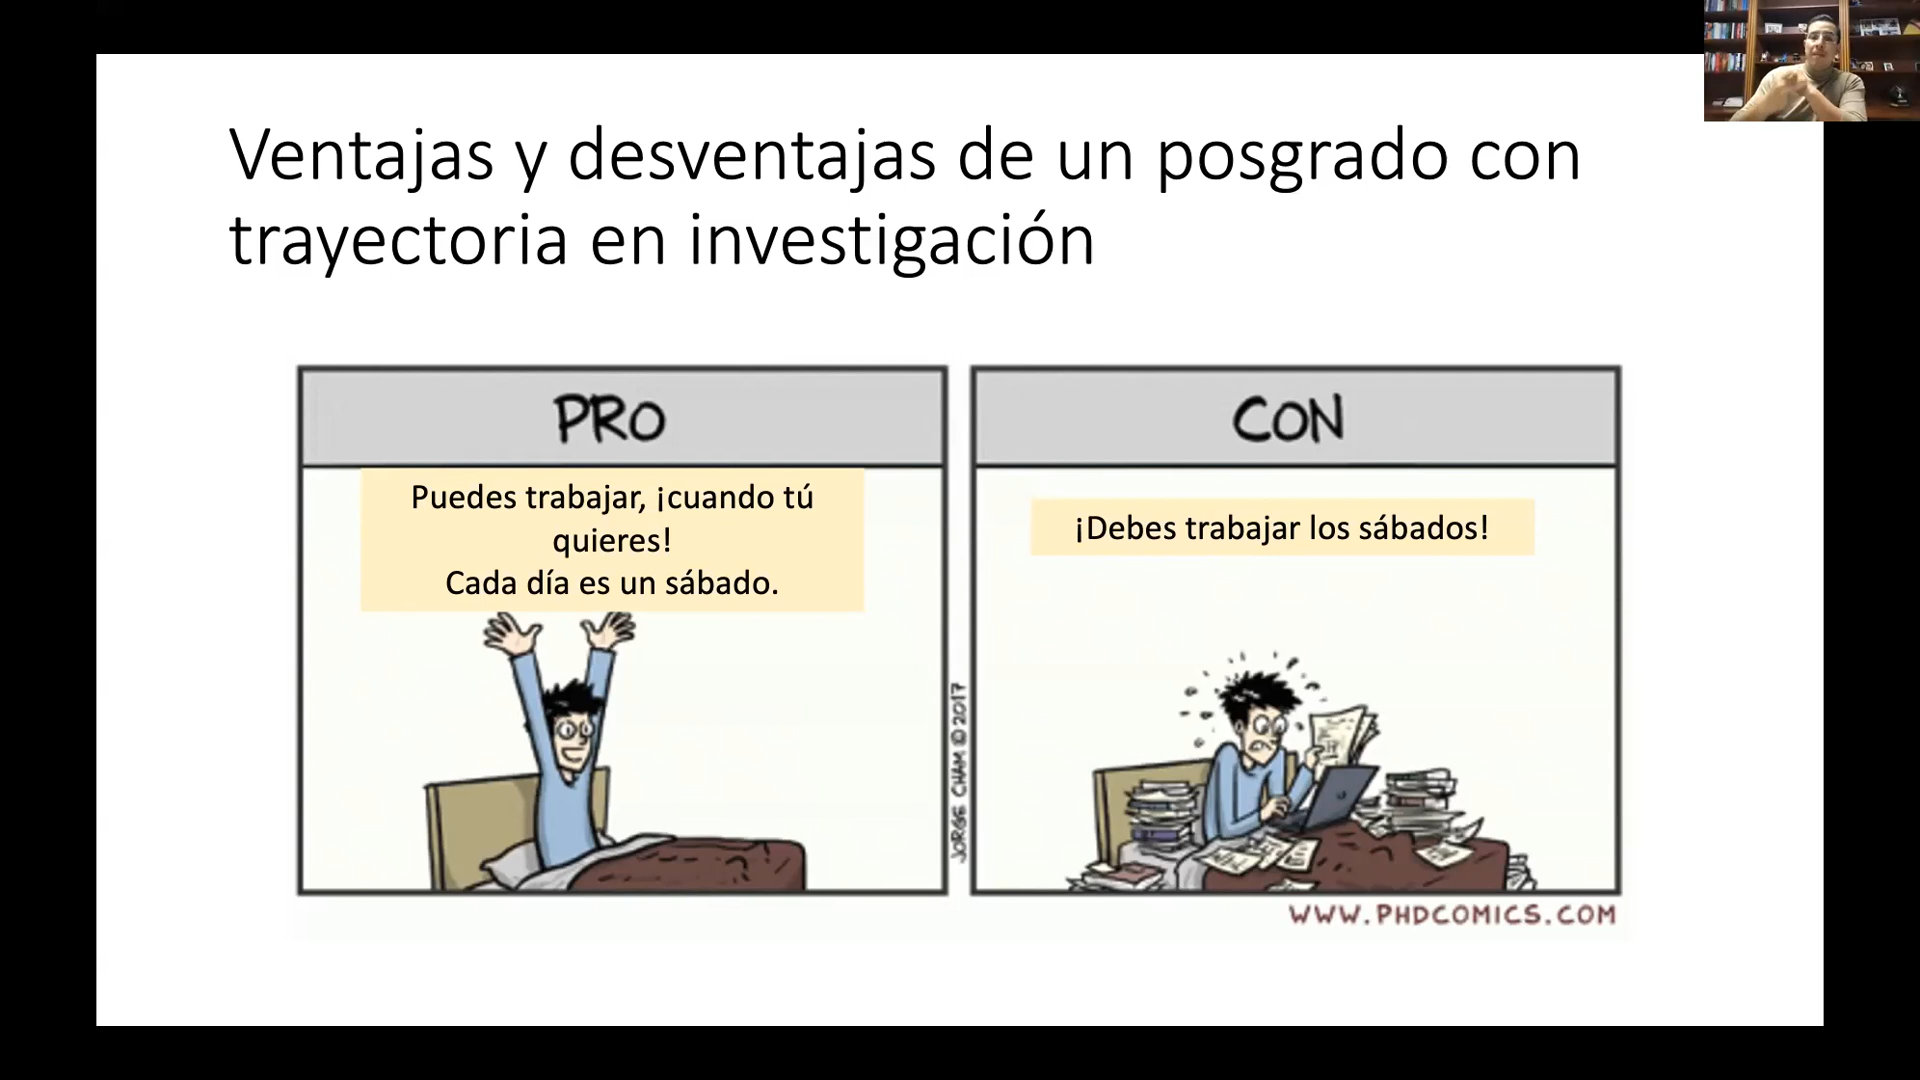 Ventajas y desventajas de un posgrado con
trayectoria en investigación
PRO
Puedes trabajar, ¡cuando tú
quieres!
Cada día es un sábado.
CON
¡Debes trabajar los sábados!
JORGE CHAM © 2017
WWW.PHDCOMICS.COM